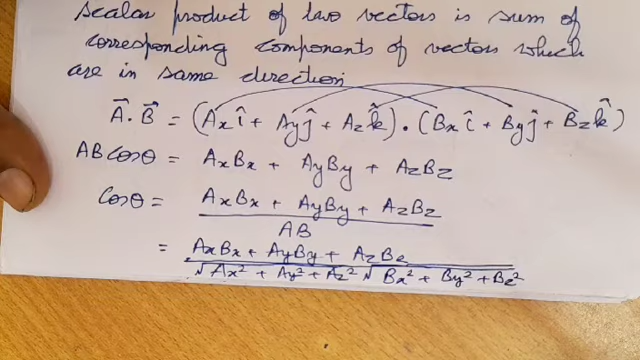 Scalar product of two vectors is sum of
corresponding components of vectors which
are in same direction
A⃗ . B⃗ = (Axî + Ayĵ + Azk̂) . (Bxî + Byĵ + Bzk̂)
ABcosθ = AxBx + AyBy + AzBz
Cosθ = AxBx + AyBy + AzBz
AB
= AxBx + AyBy + AzBz
√Ax² + Ay² + Az² √Bx² + By² + Bz²